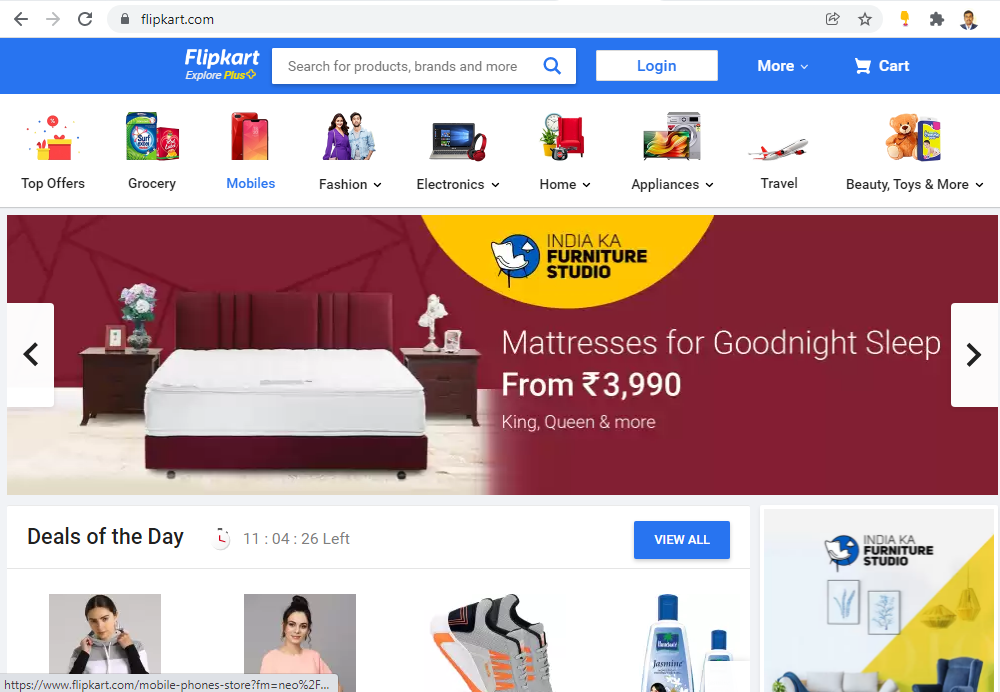 flipkart.com
Flipkart
Explore Plus
Search for products, brands and more
Login
More
Cart
Top Offers
Grocery
Mobiles
Fashion
Electronics
Home
Appliances
Travel
Beauty, Toys & More
INDIA KA
FURNITURE
STUDIO
Mattresses for Goodnight Sleep
From ₹3,990
King, Queen & more
Deals of the Day
11 : 04 : 26 Left
VIEW ALL
INDIA KA
FURNITURE
STUDIO
Parachute
Jasmine
https://www.flipkart.com/mobile-phones-store?fm=neo%2F...